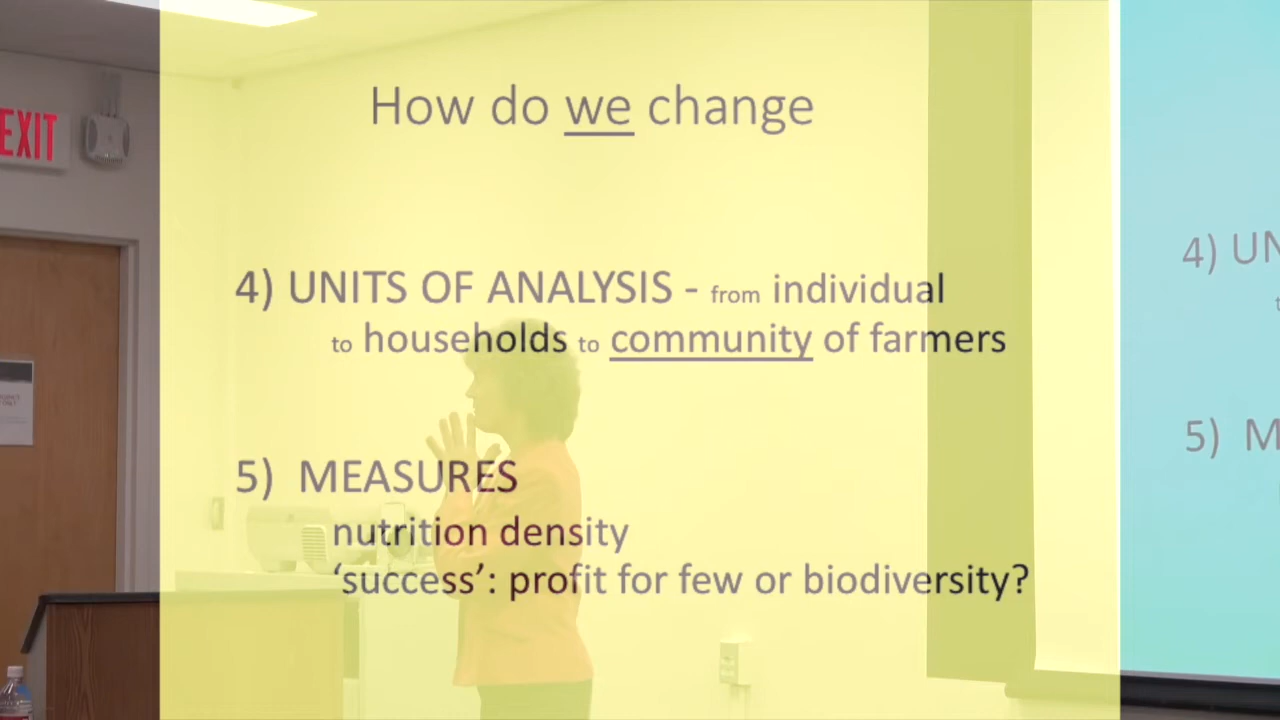 EXIT
How do we change
4) UNITS OF ANALYSIS - from individual
to households to community of farmers
5) MEASURES
nutrition density
‘success’: profit for few or biodiversity?
4) UN
5) M